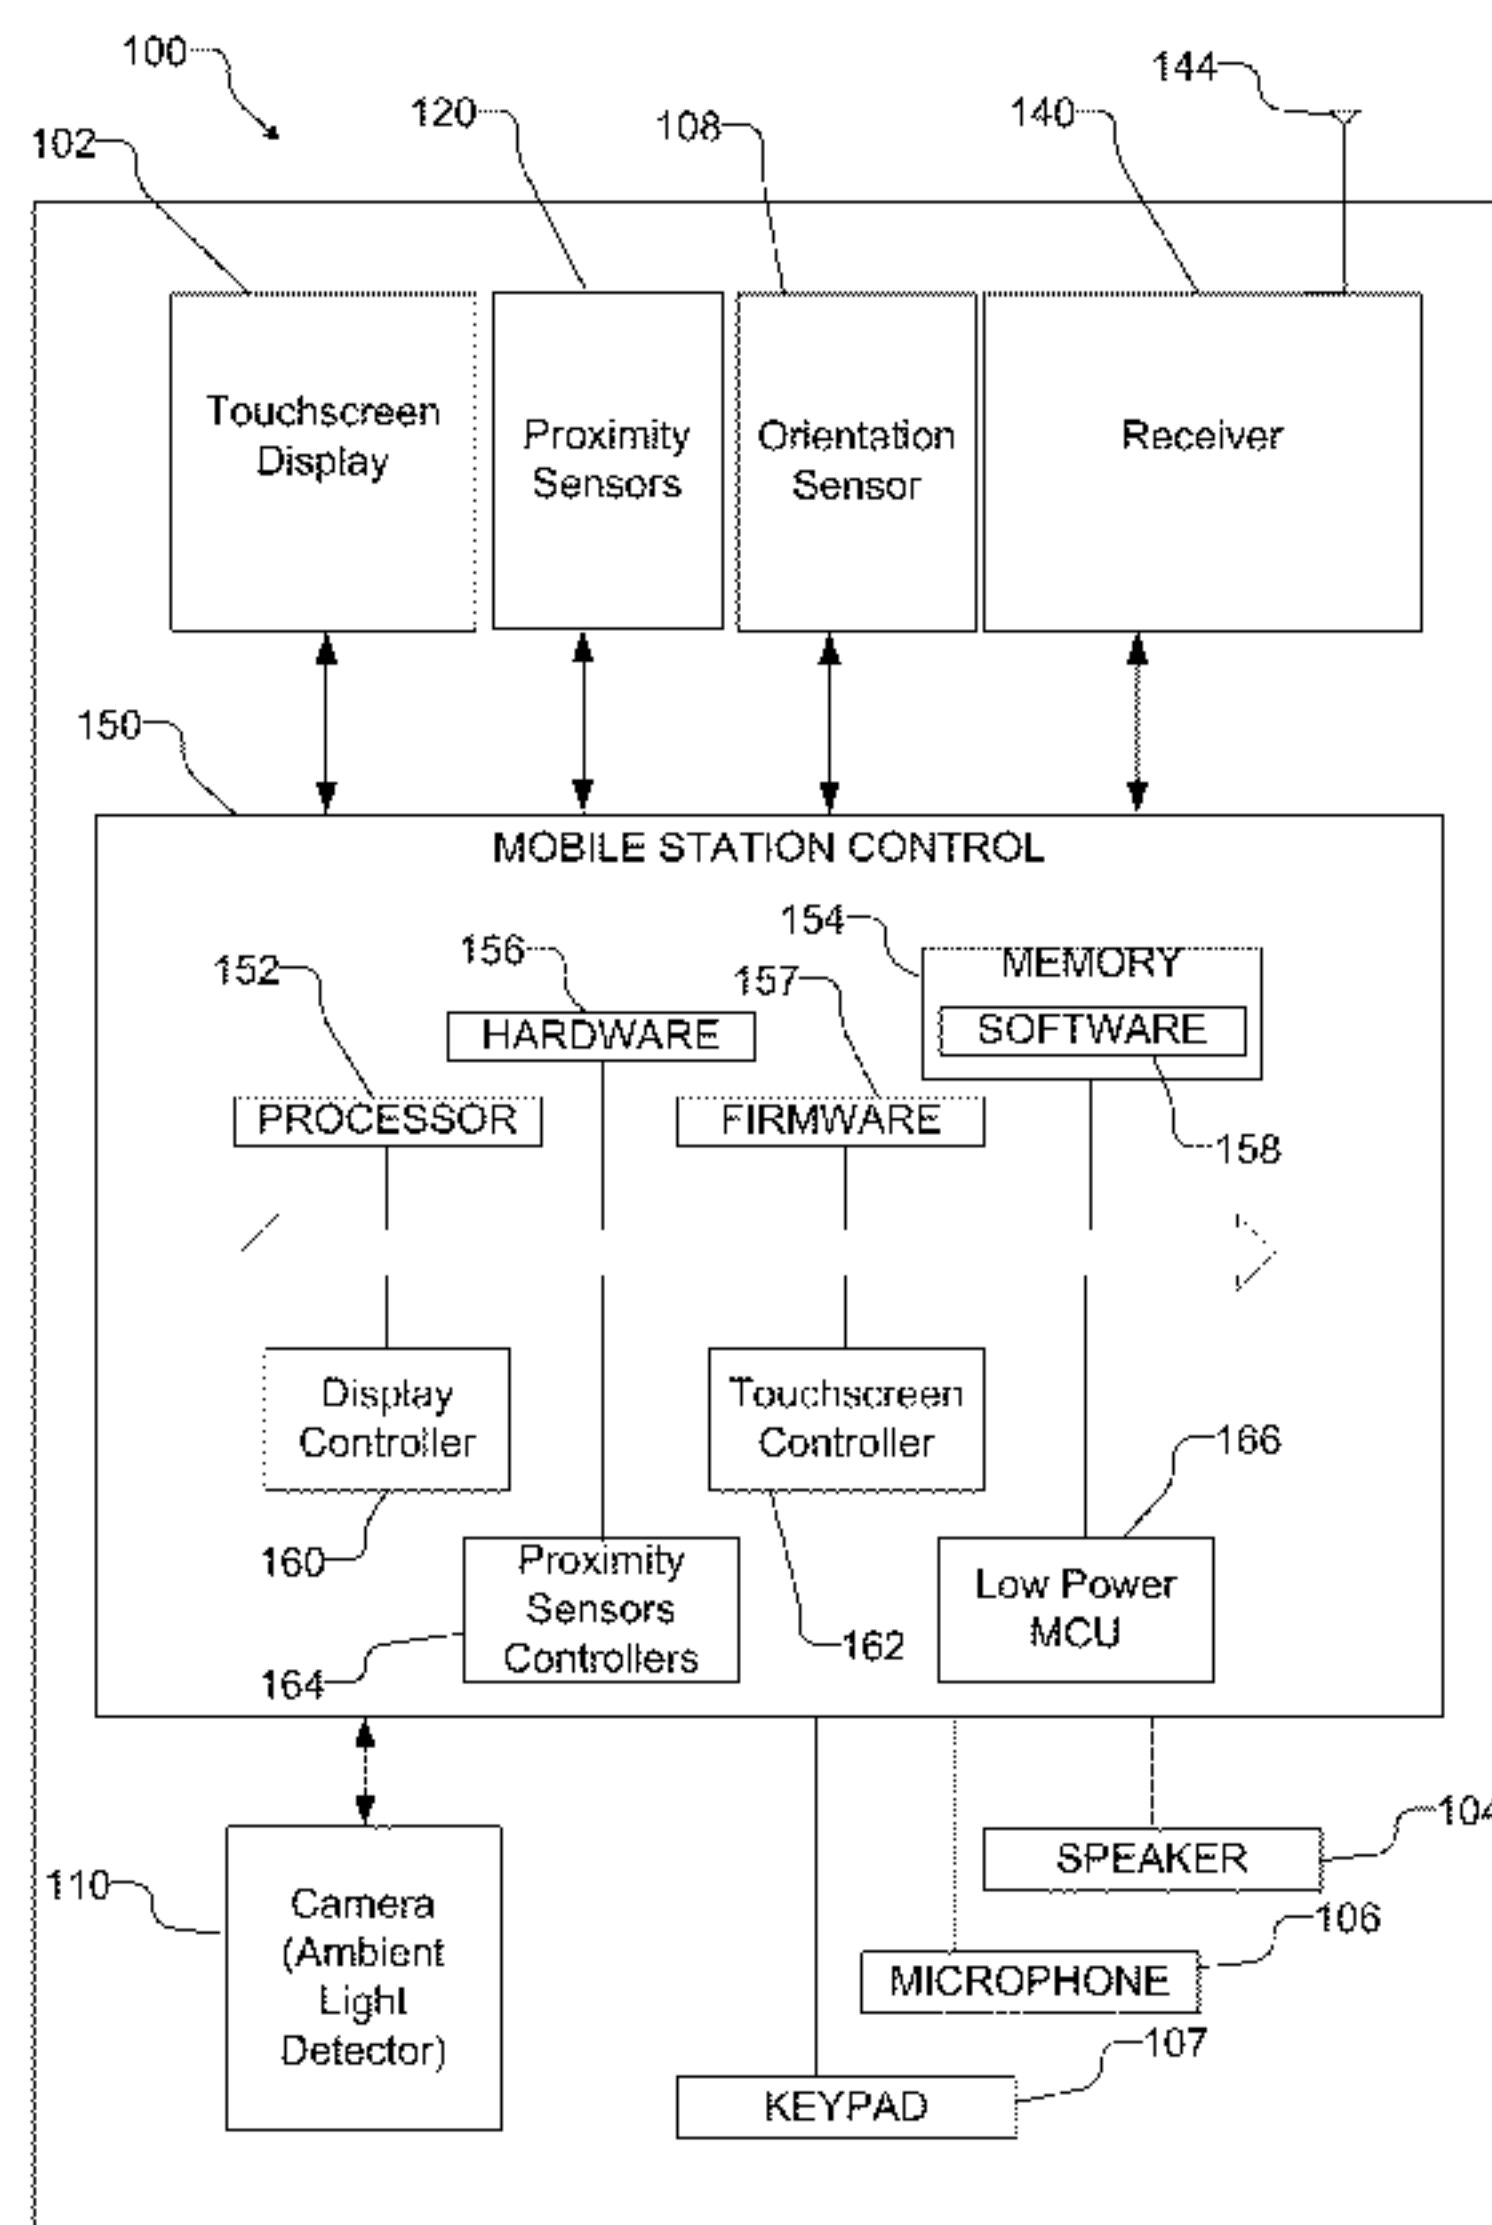 100
144
120
140
108
102
Touchscreen
Display
Proximity
Sensors
Orientation
Sensor
Receiver
150
MOBILE STATION CONTROL
154
156
152
157
MEMORY
HARDWARE
SOFTWARE
PROCESSOR
FIRMWARE
158
Display
Controller
Touchscreen
Controller
166
160
Proximity
Sensors
Controllers
Low Power
MCU
162
164
104
SPEAKER
110
Camera
(Ambient
Light
Detector)
106
MICROPHONE
107
KEYPAD